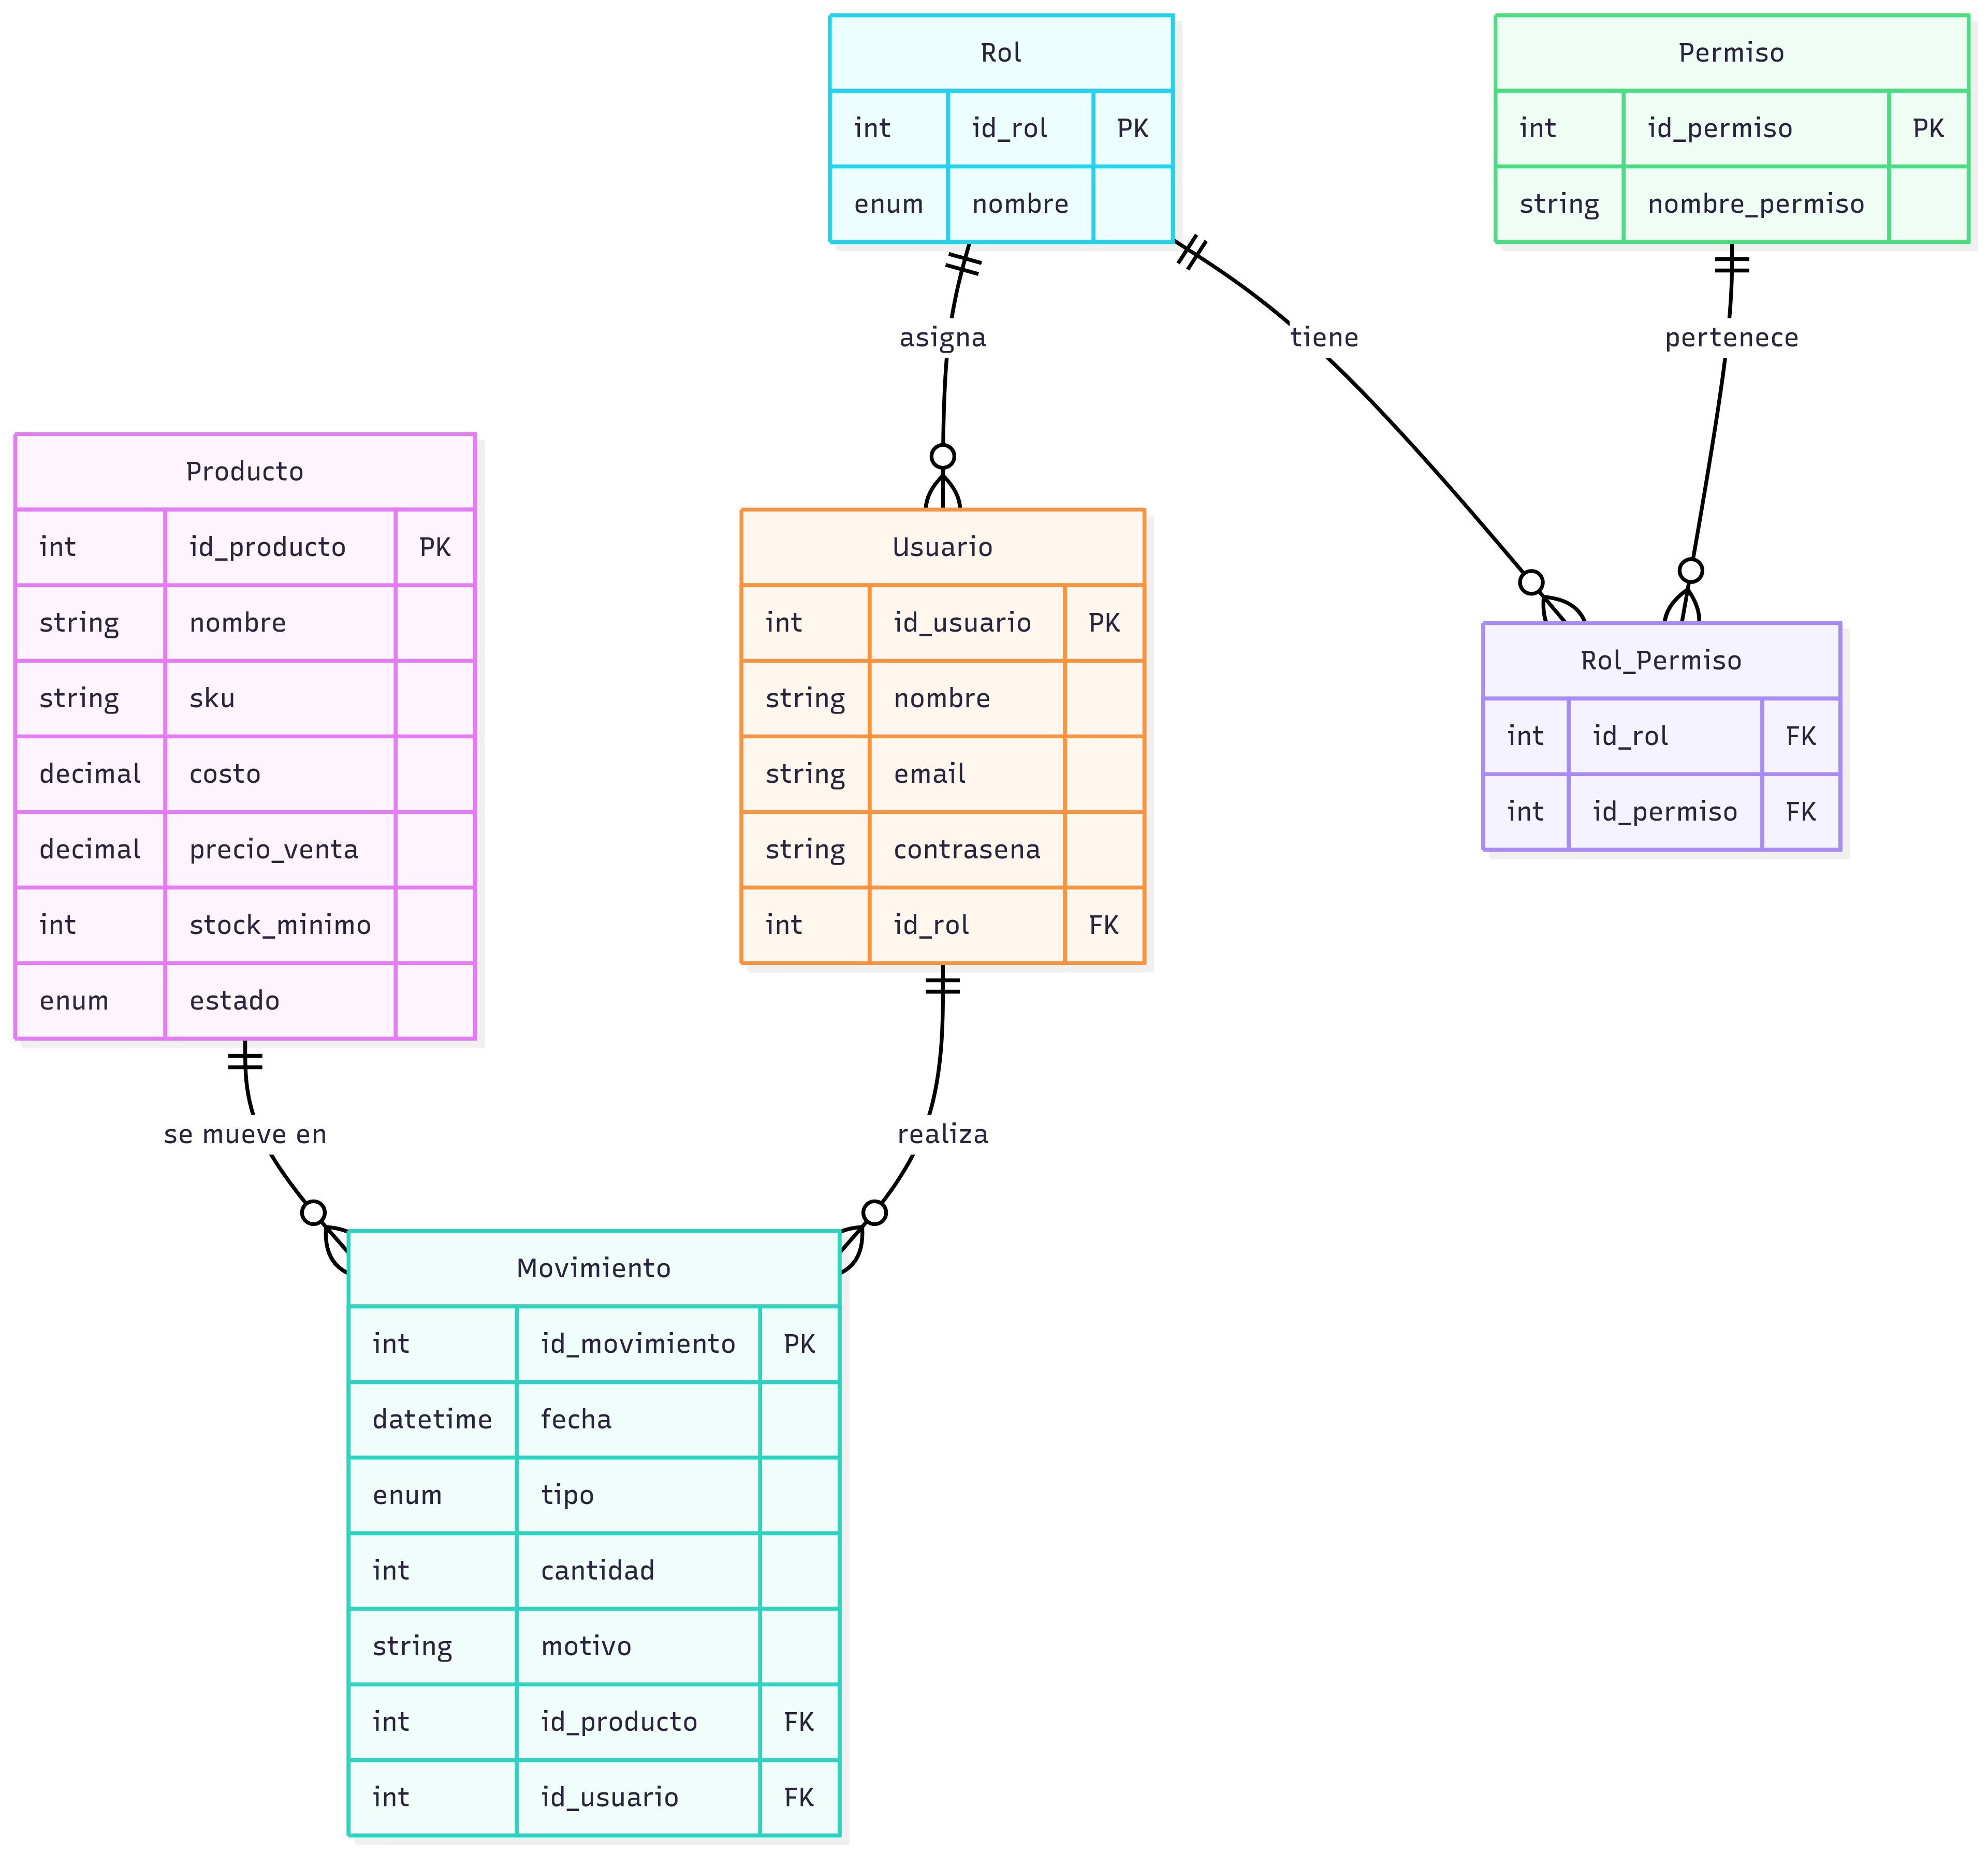 Rol
int id_rol PK
enum nombre
Permiso
int id_permiso PK
string nombre_permiso
asigna
tiene
pertenece
Producto
int id_producto PK
string nombre
string sku
decimal costo
decimal precio_venta
int stock_minimo
enum estado
Usuario
int id_usuario PK
string nombre
string email
string contrasena
int id_rol FK
Rol_Permiso
int id_rol FK
int id_permiso FK
se mueve en
realiza
Movimiento
int id_movimiento PK
datetime fecha
enum tipo
int cantidad
string motivo
int id_producto FK
int id_usuario FK